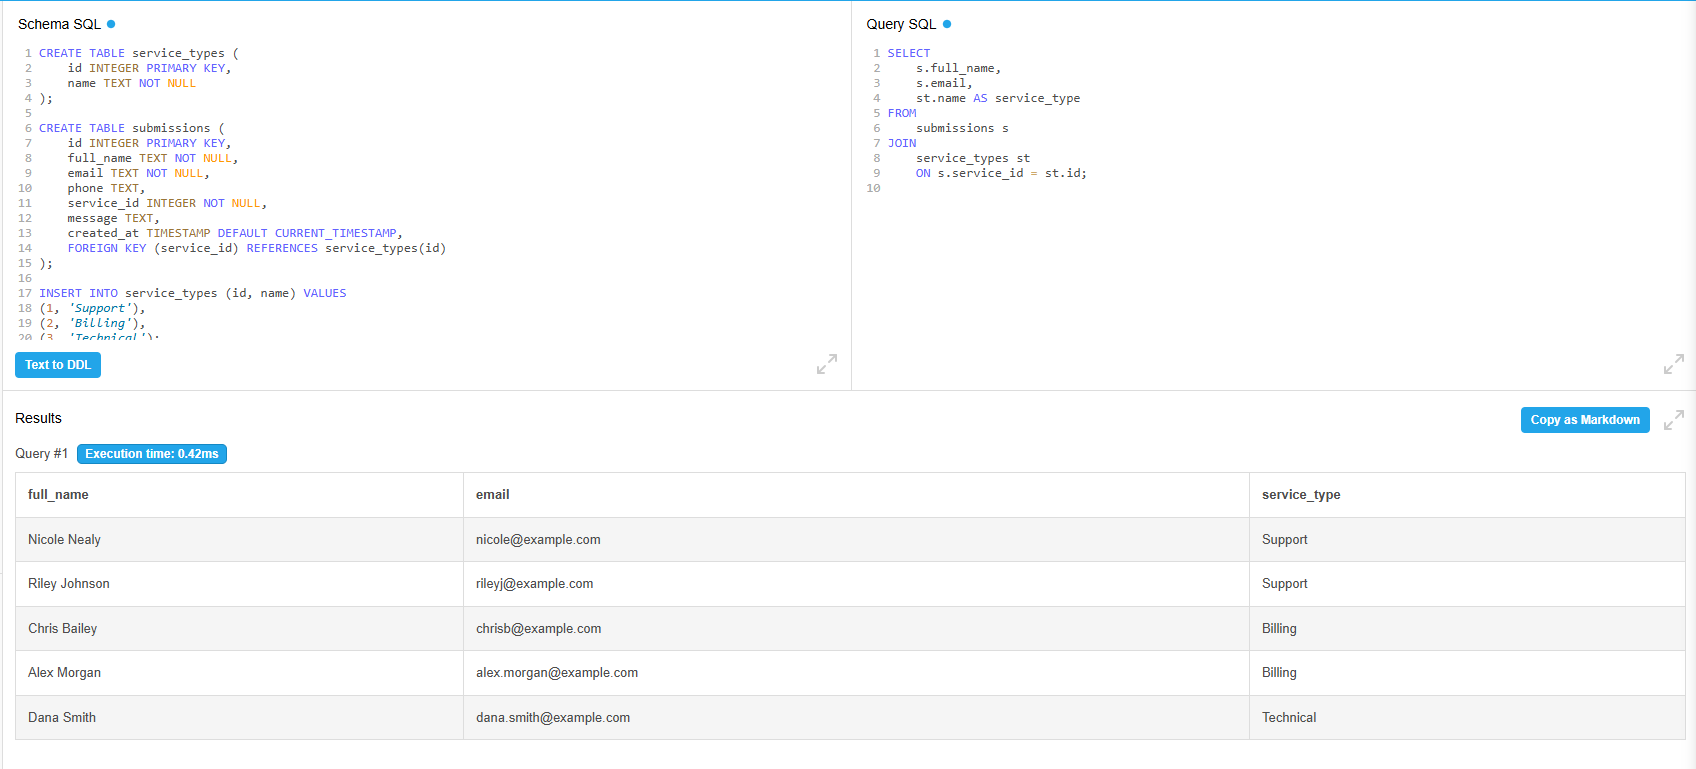 Schema SQL
1 CREATE TABLE service_types (
2     id INTEGER PRIMARY KEY,
3     name TEXT NOT NULL
4 );
5
6 CREATE TABLE submissions (
7     id INTEGER PRIMARY KEY,
8     full_name TEXT NOT NULL,
9     email TEXT NOT NULL,
10     phone TEXT,
11     service_id INTEGER NOT NULL,
12     message TEXT,
13     created_at TIMESTAMP DEFAULT CURRENT_TIMESTAMP,
14     FOREIGN KEY (service_id) REFERENCES service_types(id)
15 );
16
17 INSERT INTO service_types (id, name) VALUES
18 (1, 'Support'),
19 (2, 'Billing'),
20 (3, 'Technical');
Text to DDL
Query SQL
1 SELECT
2     s.full_name,
3     s.email,
4     st.name AS service_type
5 FROM
6     submissions s
7 JOIN
8     service_types st
9     ON s.service_id = st.id;
10
Results
Copy as Markdown
Query #1 Execution time: 0.42ms
full_name email service_type
Nicole Nealy nicole@example.com Support
Riley Johnson rileyj@example.com Support
Chris Bailey chrisb@example.com Billing
Alex Morgan alex.morgan@example.com Billing
Dana Smith dana.smith@example.com Technical